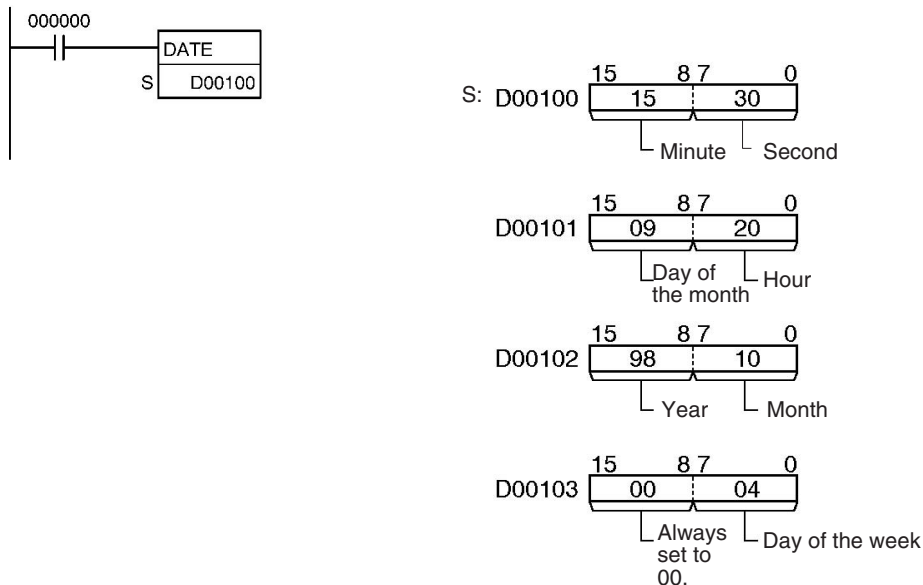 000000
DATE
S D00100
15 8 7 0
S: D00100 15 30
Minute Second
15 8 7 0
D00101 09 20
Day of
the month
Hour
15 8 7 0
D00102 98 10
Year Month
15 8 7 0
D00103 00 04
Always
set to
00.
Day of the week